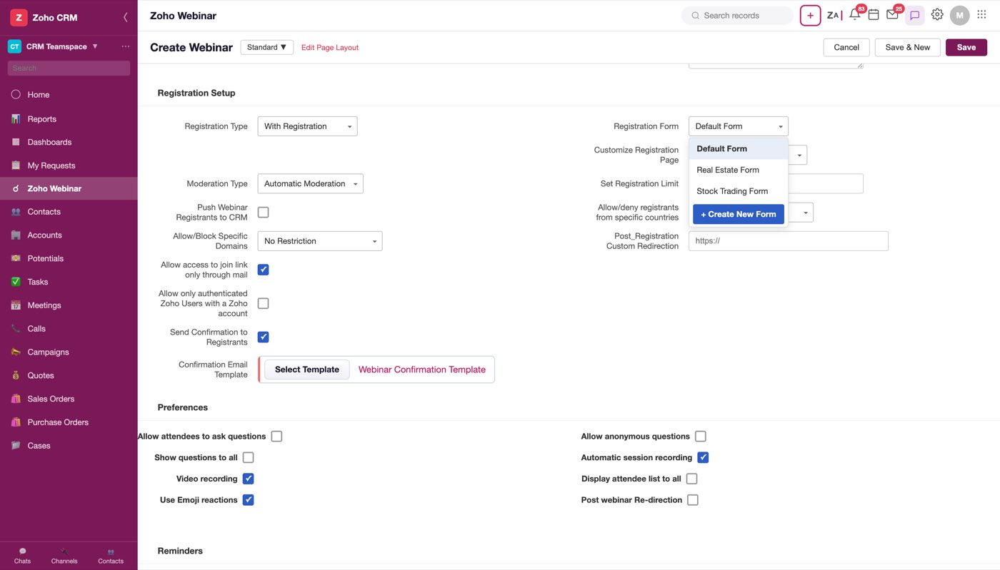 Z Zoho CRM
CT CRM Teamspace ▼ ···
Search
Home
Reports
Dashboards
My Requests
Zoho Webinar
Contacts
Accounts
Potentials
Tasks
Meetings
Calls
Campaigns
Quotes
Sales Orders
Purchase Orders
Cases
Chats
Channels
Contacts
Zoho Webinar
Search records
+
ZA
83
25
M
Create Webinar
Standard ▼
Edit Page Layout
Cancel
Save & New
Save
Registration Setup
Registration Type
With Registration
Registration Form
Default Form
Default Form
Real Estate Form
Stock Trading Form
+ Create New Form
Customize Registration
Page
Moderation Type
Automatic Moderation
Set Registration Limit
Push Webinar
Registrants to CRM
Allow/deny registrants
from specific countries
Allow/Block Specific
Domains
No Restriction
Post_Registration
Custom Redirection
https://
Allow access to join link
only through mail
Allow only authenticated
Zoho Users with a Zoho
account
Send Confirmation to
Registrants
Confirmation Email
Template
Select Template
Webinar Confirmation Template
Preferences
Allow attendees to ask questions
Allow anonymous questions
Show questions to all
Automatic session recording
Video recording
Display attendee list to all
Use Emoji reactions
Post webinar Re-direction
Reminders